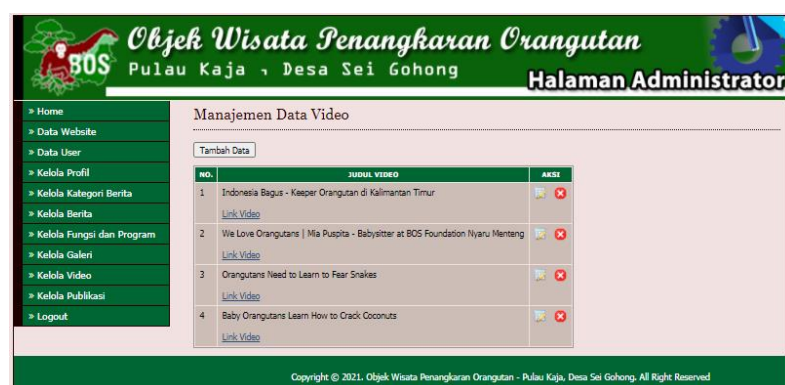 BOS
Objek Wisata Penangkaran Orangutan
Pulau Kaja , Desa Sei Gohong
Halaman Administrator
» Home
» Data Website
» Data User
» Kelola Profil
» Kelola Kategori Berita
» Kelola Berita
» Kelola Fungsi dan Program
» Kelola Galeri
» Kelola Video
» Kelola Publikasi
» Logout
Manajemen Data Video
Tambah Data
NO. JUDUL VIDEO AKSI
1 Indonesia Bagus - Keeper Orangutan di Kalimantan Timur
Link Video
2 We Love Orangutans | Mia Puspita - Babysitter at BOS Foundation Nyaru Menteng
Link Video
3 Orangutans Need to Learn to Fear Snakes
Link Video
4 Baby Orangutans Learn How to Crack Coconuts
Link Video
Copyright © 2021. Objek Wisata Penangkaran Orangutan - Pulau Kaja, Desa Sei Gohong. All Right Reserved